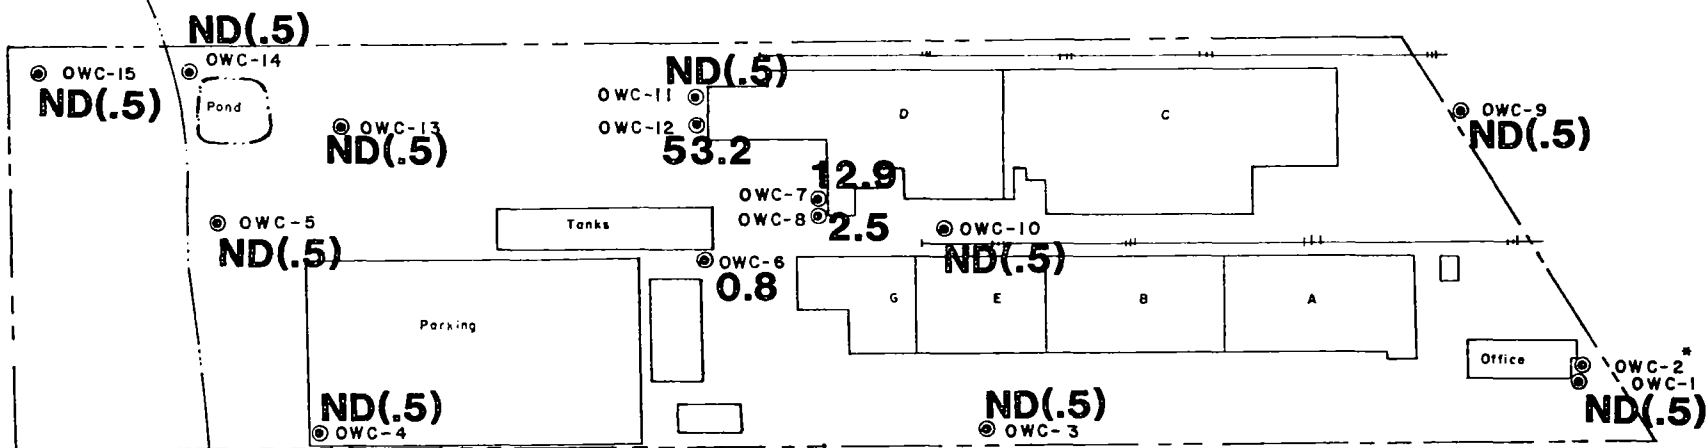 ND(.5)
OWC-15
OWC-14
ND(.5)
Pond
OWC-13
ND(.5)
ND(.5)
OWC-11
OWC-12
53.2
D
C
OWC-9
ND(.5)
12.9
OWC-7
OWC-8
2.5
OWC-5
ND(.5)
Tanks
OWC-10
ND(.5)
OWC-6
0.8
G
E
B
A
Parking
Office
OWC-2*
OWC-1
ND(.5)
ND(.5)
OWC-4
ND(.5)
OWC-3